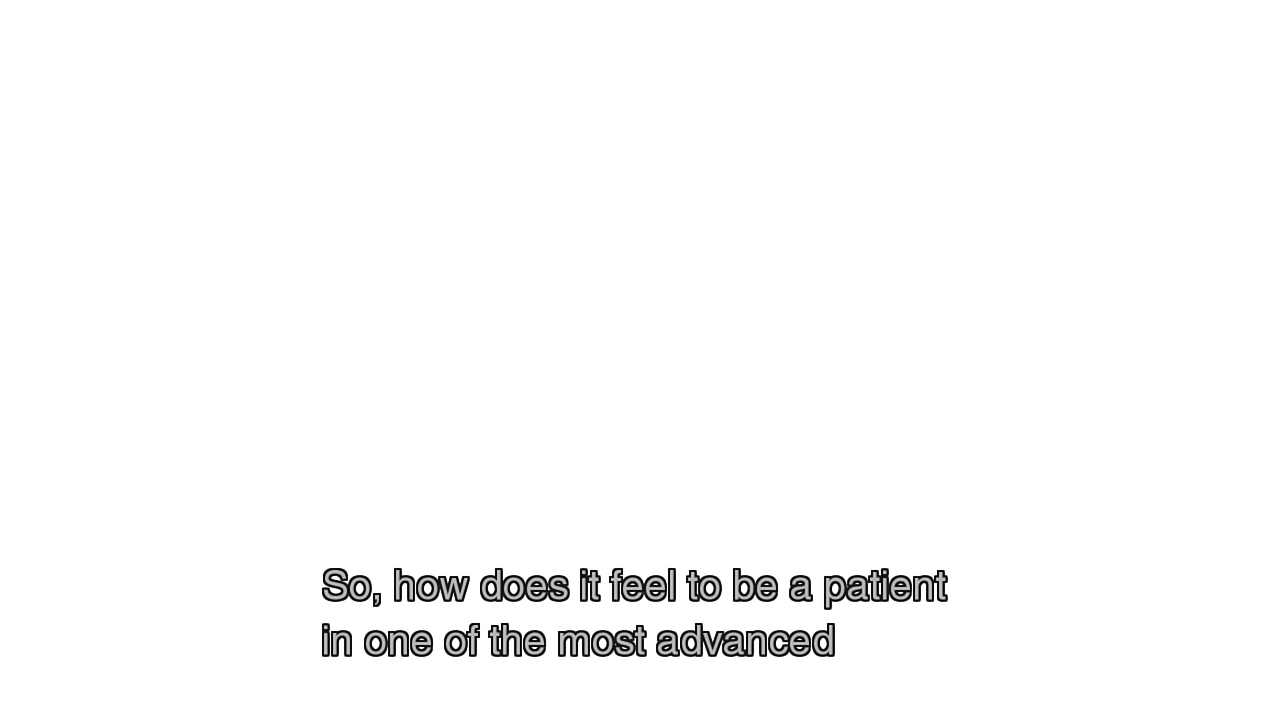 So, how does it feel to be a patient
in one of the most advanced